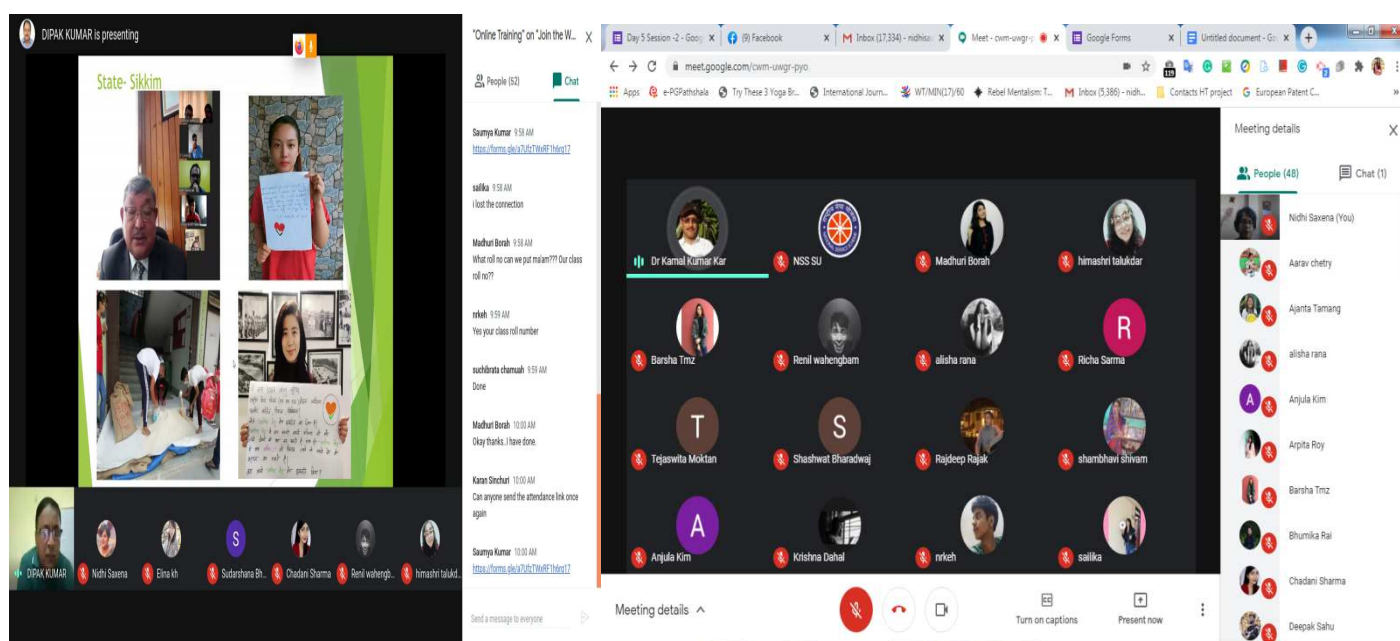 DIPAK KUMAR is presenting
State- Sikkim
DIPAK KUMAR
Nidhi Saxena
Elina kh
S
Sudarshana Bh...
Chadani Sharma
Renil wahengb...
himashri talukd...
"Online Training" on "Join the W... X
People (52)
Chat
Saumya Kumar 9:58 AM
sailika 9:58 AM
i lost the connection
Madhuri Borah 9:58 AM
What roll no can we put ma'am??? Our class
roll no??
nrkeh 9:59 AM
Yes your class roll number
suchibrata chamuah 9:59 AM
Done
Madhuri Borah 10:00 AM
Okay thanks..I have done.
Karan Sinchuri 10:00 AM
Can anyone send the attendance link once
again
Saumya Kumar 10:00 AM
Send a message to everyone
Day 5 Session -2 - Goog
(9) Facebook
M Inbox (17,334) - nidhisa
Meet - cwm-uwgr-p
Google Forms
Untitled document - Go
meet.google.com/cwm-uwgr-pyo
119
Apps
e-PGPathshala
Try These 3 Yoga Br...
International Journ...
WT/MIN(17)/60
Rebel Mentalism: T...
M Inbox (5,386) - nidh...
Contacts HT project
G European Patent C...
Dr Kamal Kumar Kar
NSS SU
Madhuri Borah
himashri talukdar
Barsha Tmz
Renil wahengbam
alisha rana
R
Richa Sarma
T
Tejaswita Moktan
S
Shashwat Bharadwaj
Rajdeep Rajak
shambhavi shivam
A
Anjula Kim
Krishna Dahal
nrkeh
sailika
Meeting details
CC
Turn on captions
Present now
Meeting details X
People (48)
Chat (1)
Nidhi Saxena (You)
Aarav chetry
Ajanta Tamang
alisha rana
A
Anjula Kim
Arpita Roy
Barsha Tmz
Bhumika Rai
Chadani Sharma
Deepak Sahu